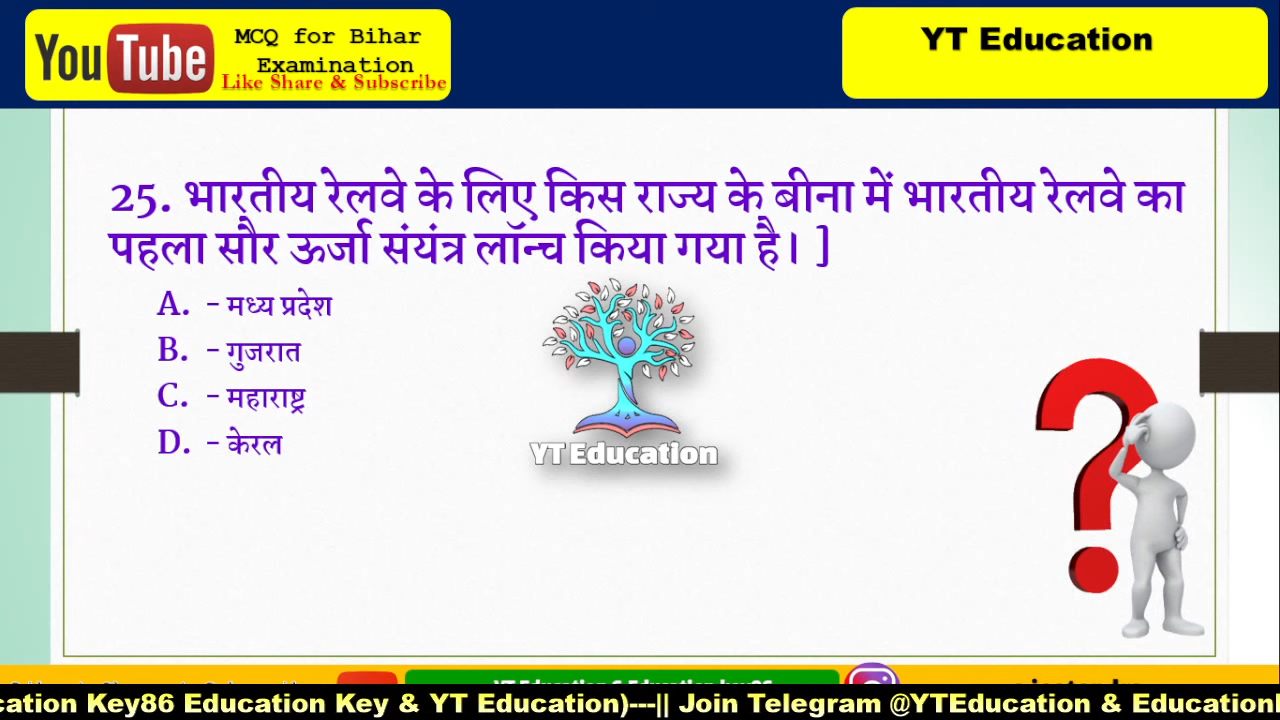 YouTube
MCQ for Bihar
Examination
Like Share & Subscribe
YT Education
25. भारतीय रेलवे के लिए किस राज्य के बीना में भारतीय रेलवे का
पहला सौर ऊर्जा संयंत्र लॉन्च किया गया है। ]
A. - मध्य प्रदेश
B. - गुजरात
C. - महाराष्ट्र
D. - केरल
YT Education
cation Key86 Education Key & YT Education)---|| Join Telegram @YTEducation & Education